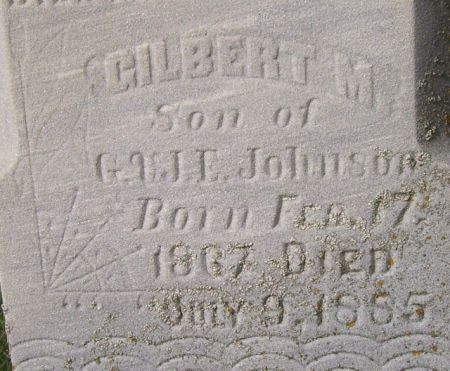 GILBERT M.
Son of
G. & J. E. Johnson
Born Feb. 17,
1867 DIED
July 9, 1885